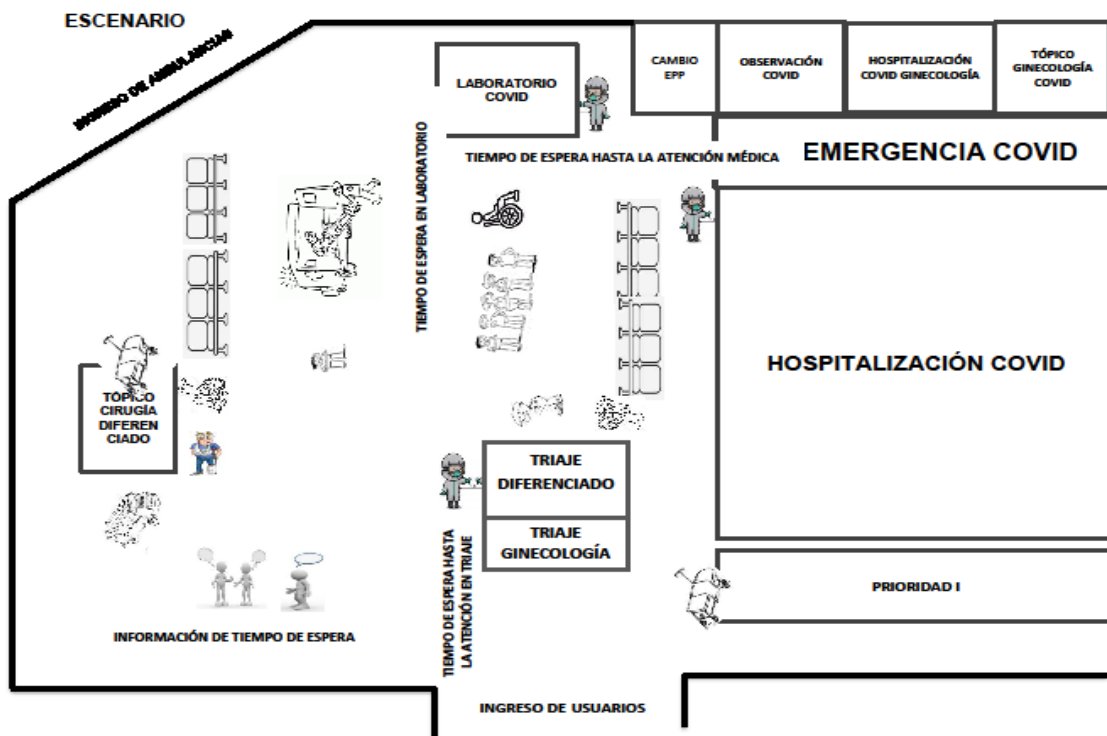 ESCENARIO
INGRESO DE AMBULANCIAN
LABORATORIO
COVID
CAMBIO
EPP
OBSERVACIÓN
COVID
HOSPITALIZACIÓN
COVID GINECOLOGÍA
TÓPICO
GINECOLOGÍA
COVID
TIEMPO DE ESPERA EN LABORATORIO
TIEMPO DE ESPERA HASTA LA ATENCIÓN MÉDICA
EMERGENCIA COVID
HOSPITALIZACIÓN COVID
TÓPICO
CIRUGÍA
DIFEREN
CIADO
TRIAJE
DIFERENCIADO
TRIAJE
GINECOLOGÍA
TIEMPO DE ESPERA HASTA
LA ATENCIÓN EN TRIAJE
PRIORIDAD I
INFORMACIÓN DE TIEMPO DE ESPERA
INGRESO DE USUARIOS